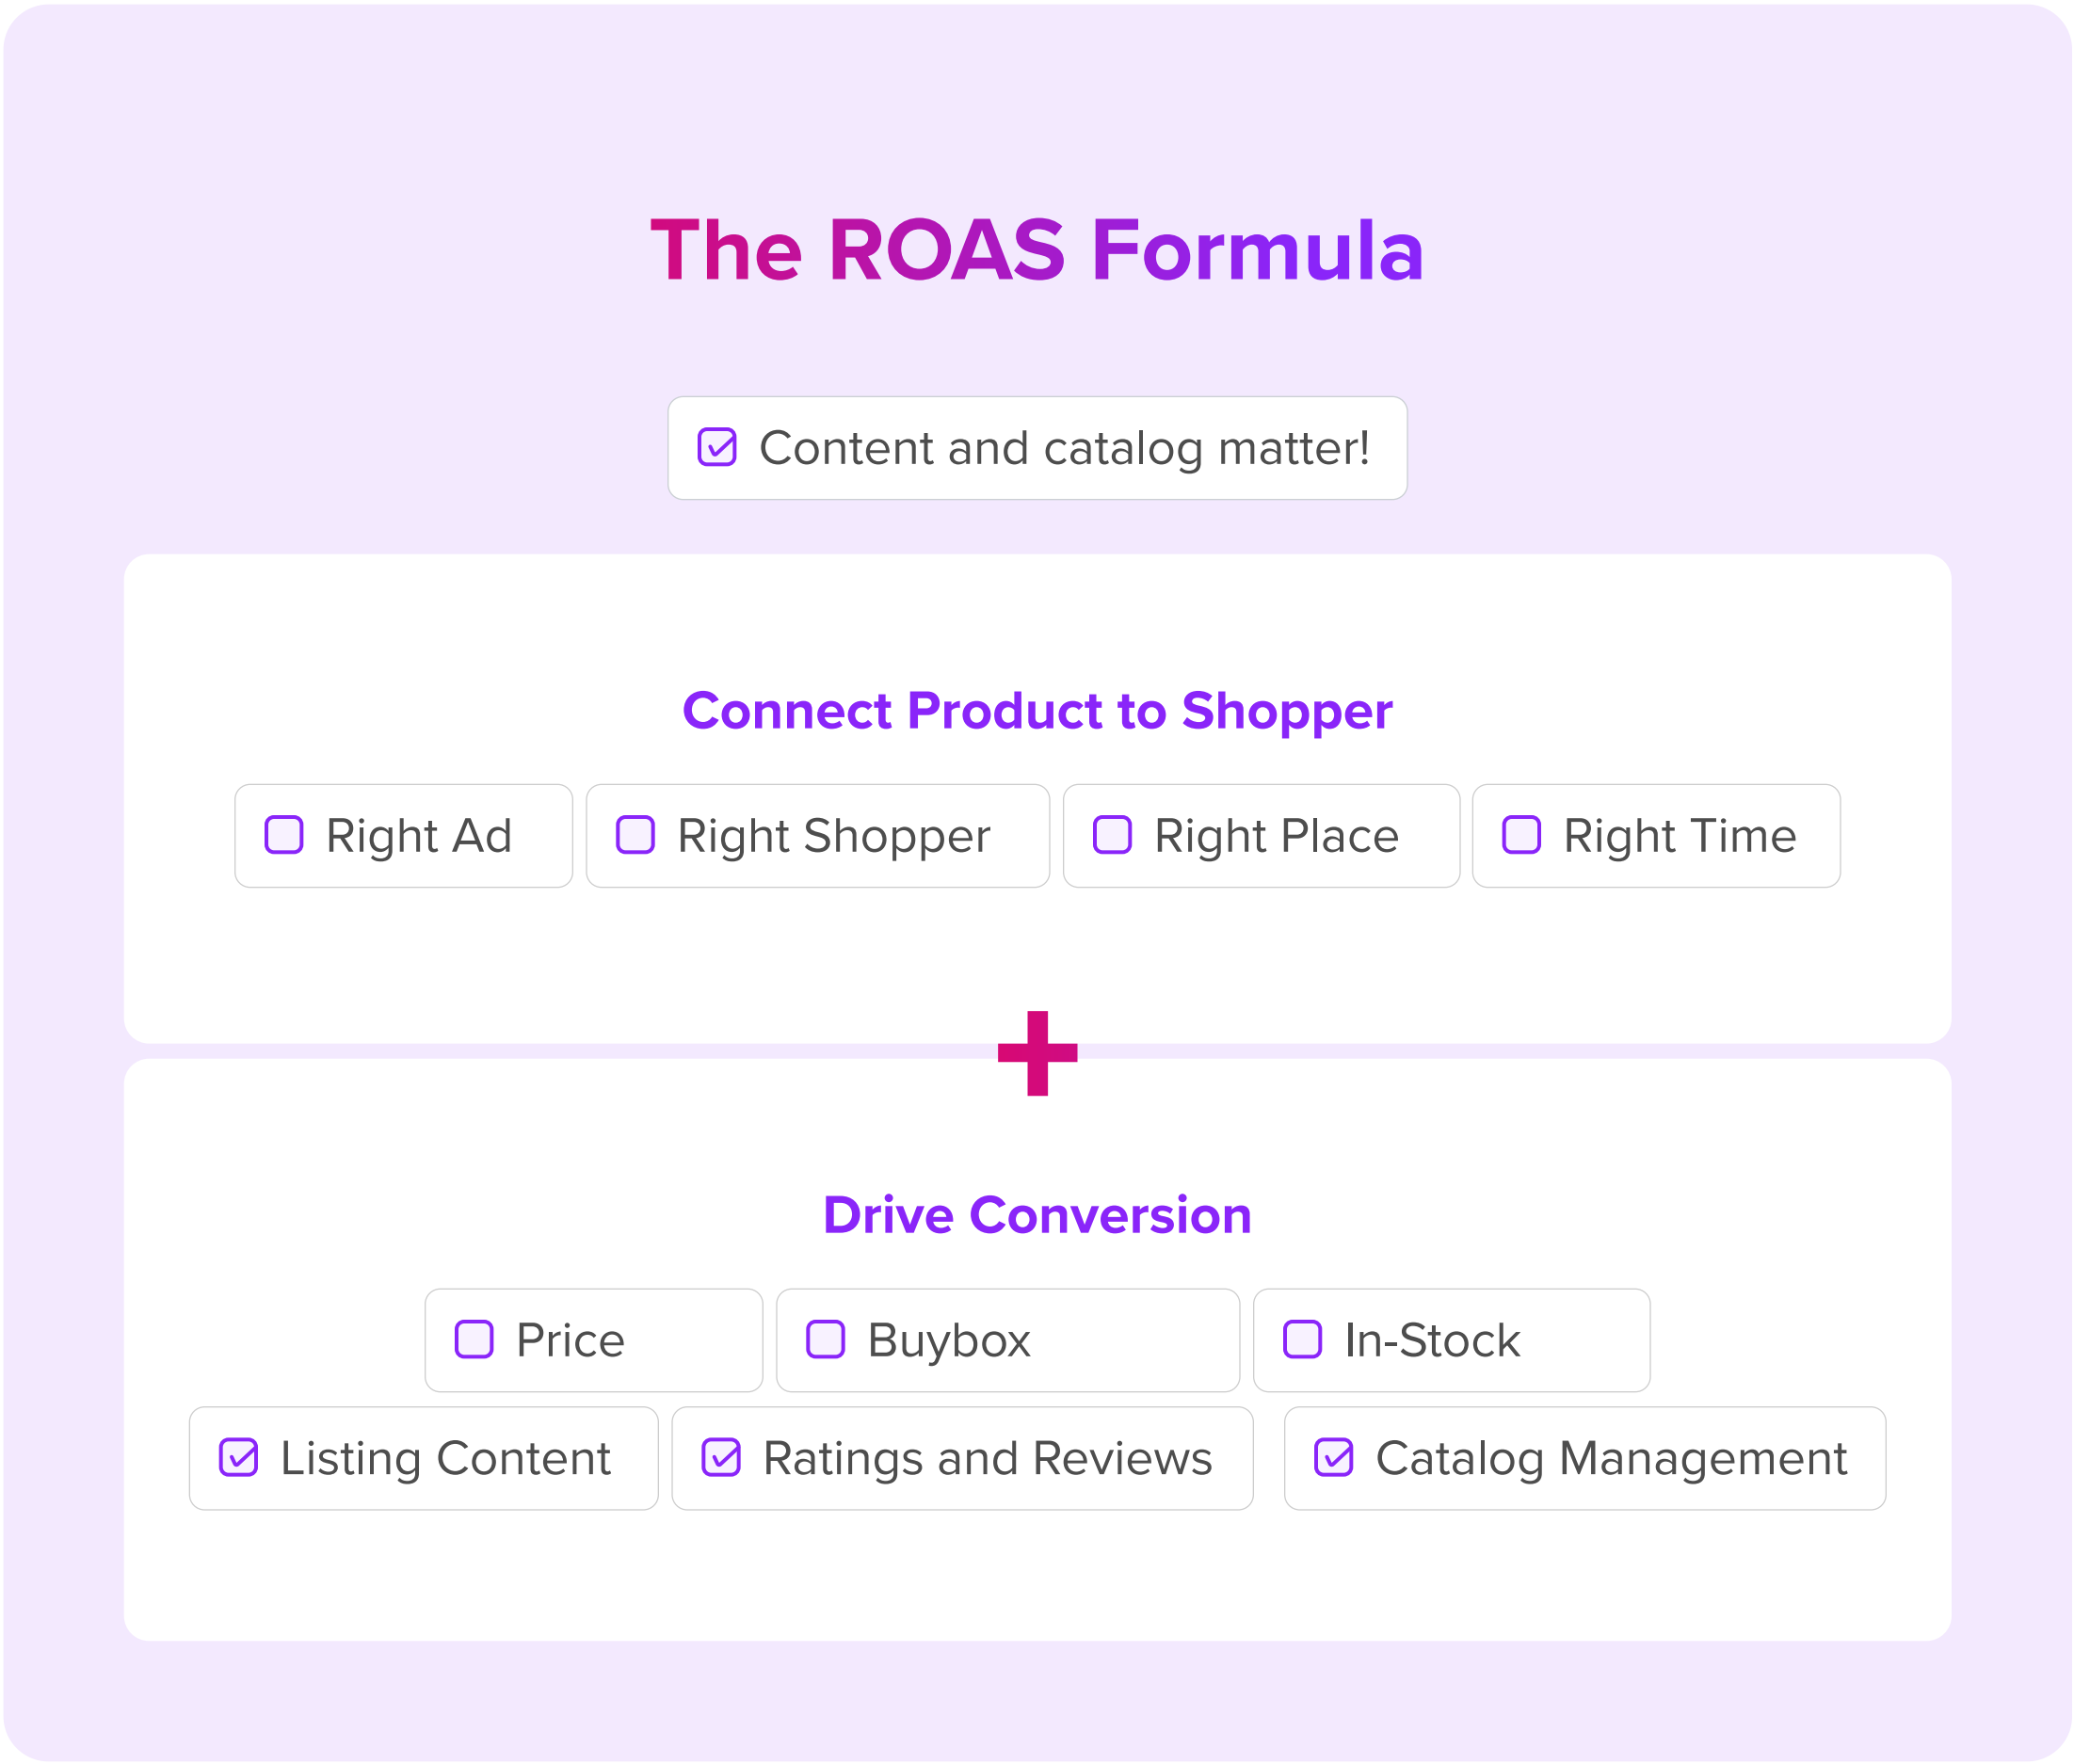 The ROAS Formula
Content and catalog matter!
Connect Product to Shopper
Right Ad
Right Shopper
Right Place
Right Time
+
Drive Conversion
Price
Buybox
In-Stock
Listing Content
Ratings and Reviews
Catalog Management